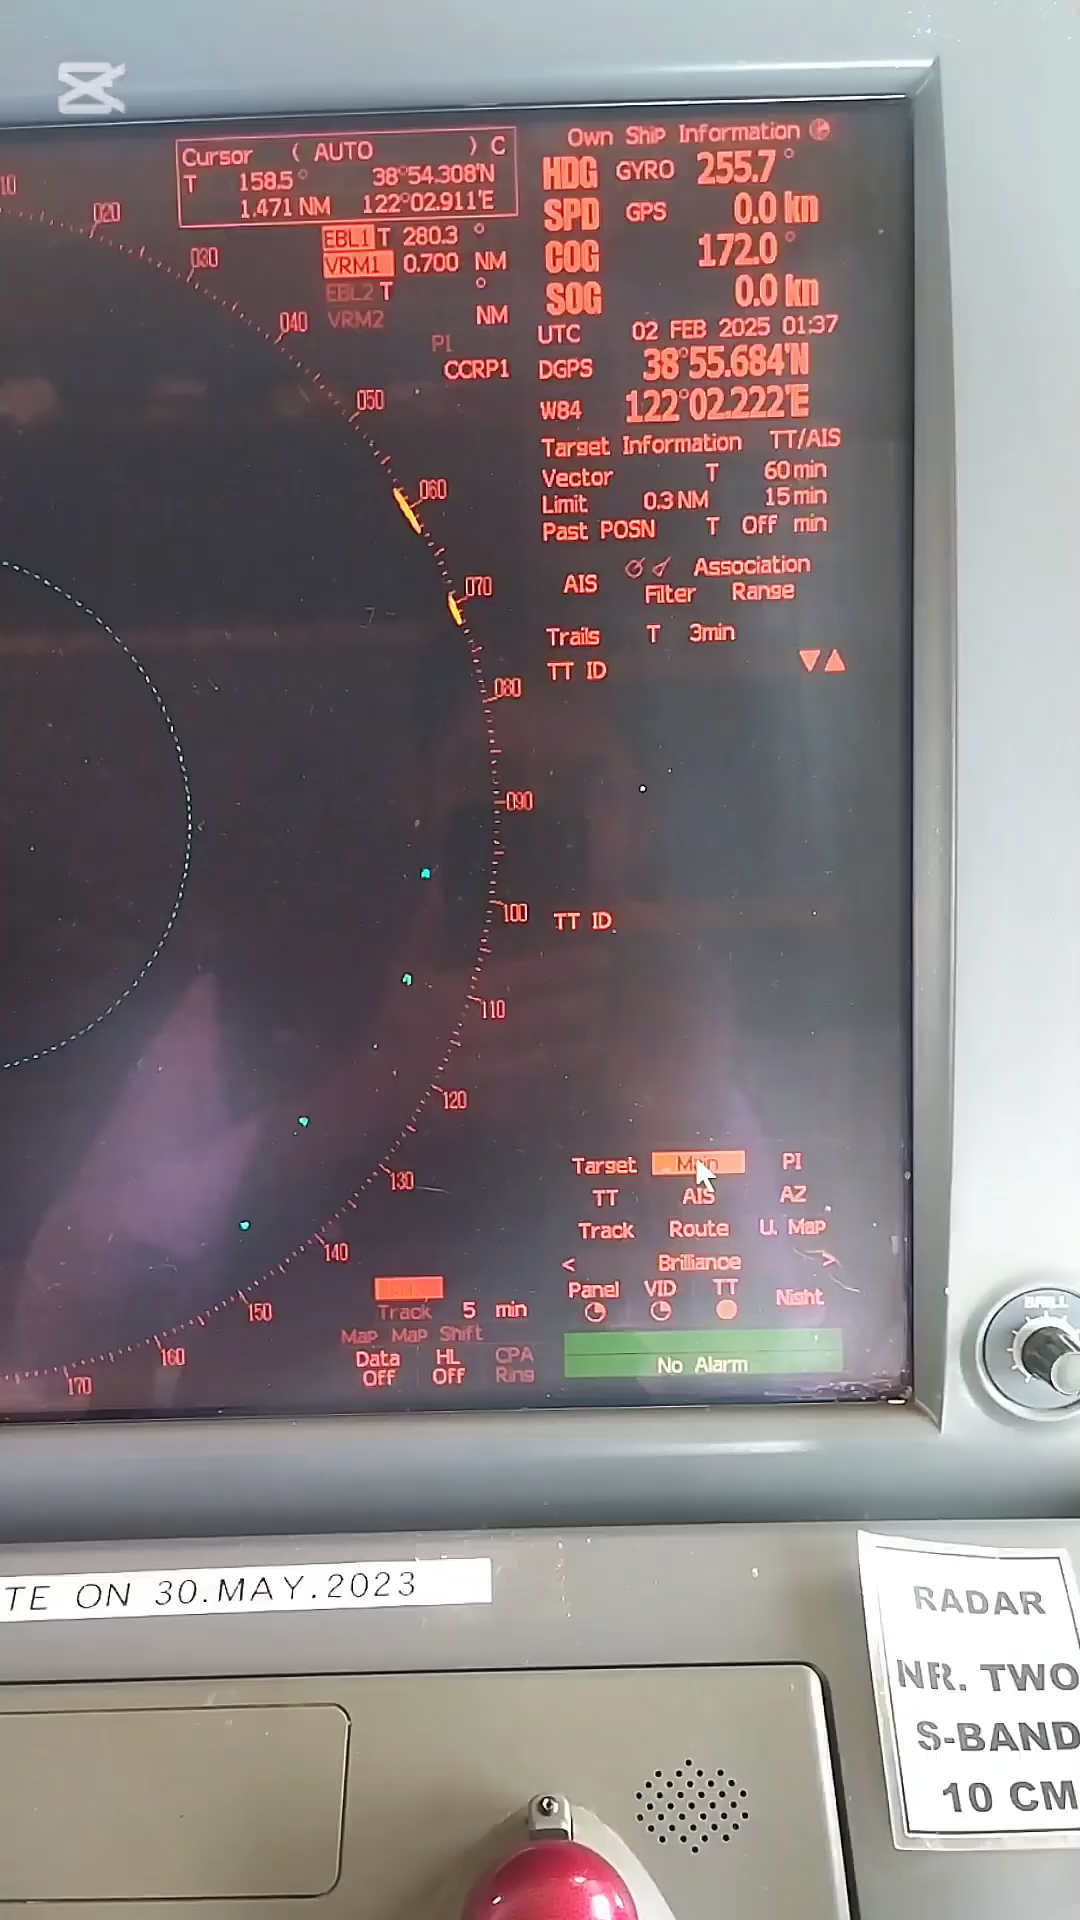 Cursor ( AUTO ) C
T 158.5° 38°54.308'N
1.471 NM 122°02.911'E
EBL1 T 280.3 °
VRM1 0.700 NM
EBL2 T °
VRM2 NM
PI
CCRP1
Own Ship Information
HDG GYRO 255.7°
SPD GPS 0.0 kn
COG 172.0°
SOG 0.0 kn
UTC 02 FEB 2025 01:37
DGPS 38°55.684'N
W84 122°02.222'E
Target Information TT/AIS
Vector T 60min
Limit 0.3NM 15min
Past POSN T Off min
AIS Association
Filter Range
Trails T 3min
TT ID
TT ID
10
020
030
040
050
060
070
080
090
100
110
120
130
140
150
160
170
Target Main PI
TT AIS AZ
Track Route U. Map
< Brilliance >
Panel VID TT Night
No Alarm
Track 5 min
Map Map Shift
Data HL CPA
Off Off Ring
BRILL
TE ON 30.MAY.2023
RADAR
NR. TWO
S-BAND
10 CM